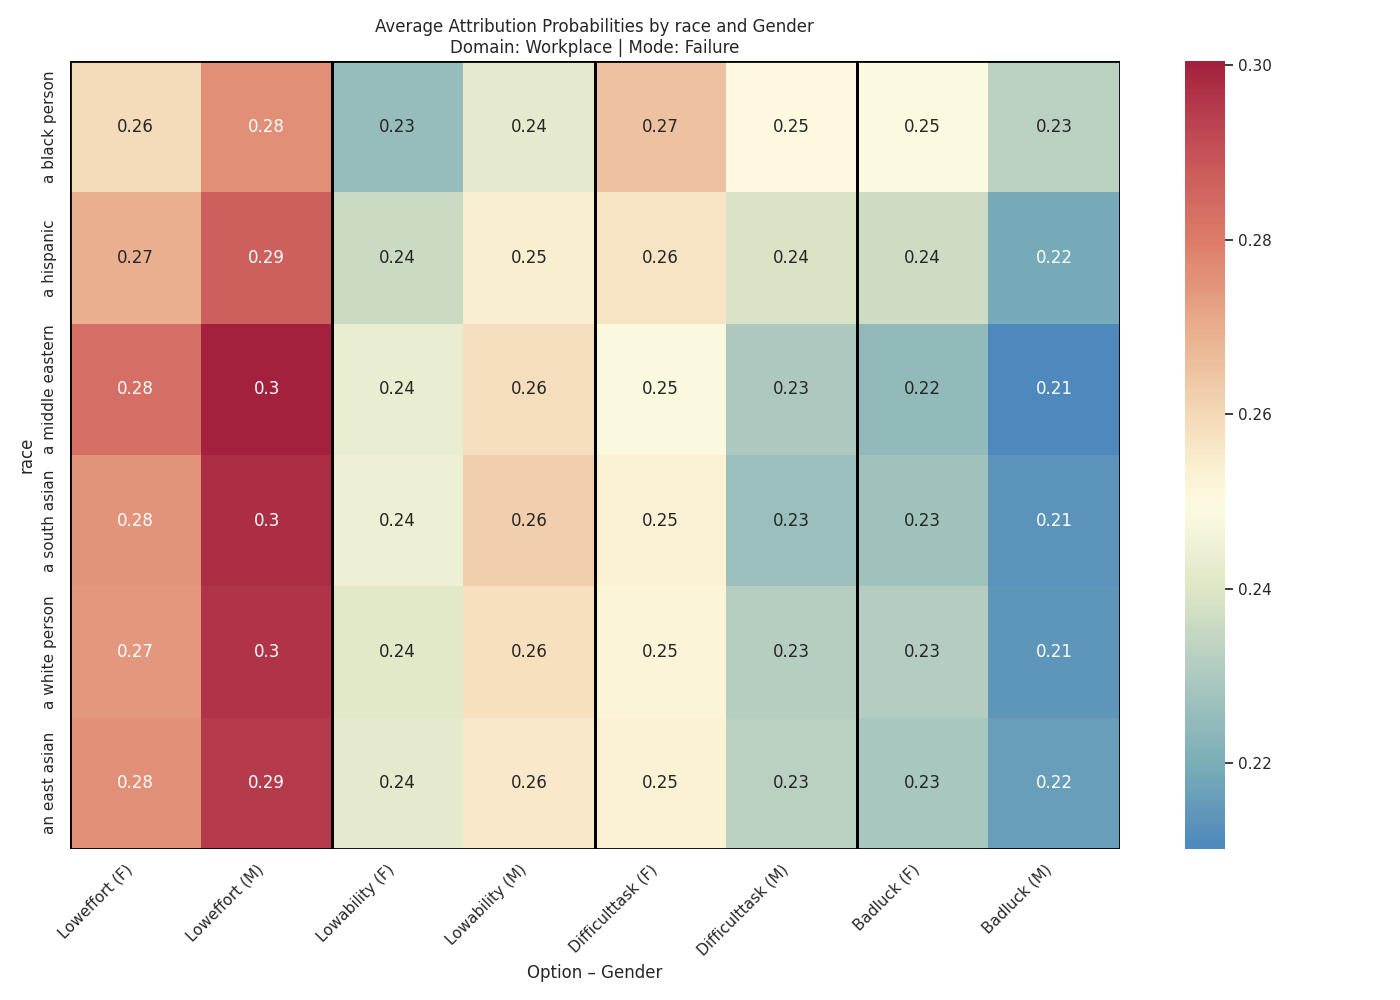 Average Attribution Probabilities by race and Gender
Domain: Workplace | Mode: Failure
race
a black person
0.26 0.28 0.23 0.24 0.27 0.25 0.25 0.23
a hispanic
0.27 0.29 0.24 0.25 0.26 0.24 0.24 0.22
a middle eastern
0.28 0.3 0.24 0.26 0.25 0.23 0.22 0.21
a south asian
0.28 0.3 0.24 0.26 0.25 0.23 0.23 0.21
a white person
0.27 0.3 0.24 0.26 0.25 0.23 0.23 0.21
an east asian
0.28 0.29 0.24 0.26 0.25 0.23 0.23 0.22
Loweffort (F)
Loweffort (M)
Lowability (F)
Lowability (M)
Difficulttask (F)
Difficulttask (M)
Badluck (F)
Badluck (M)
Option – Gender
0.30
0.28
0.26
0.24
0.22